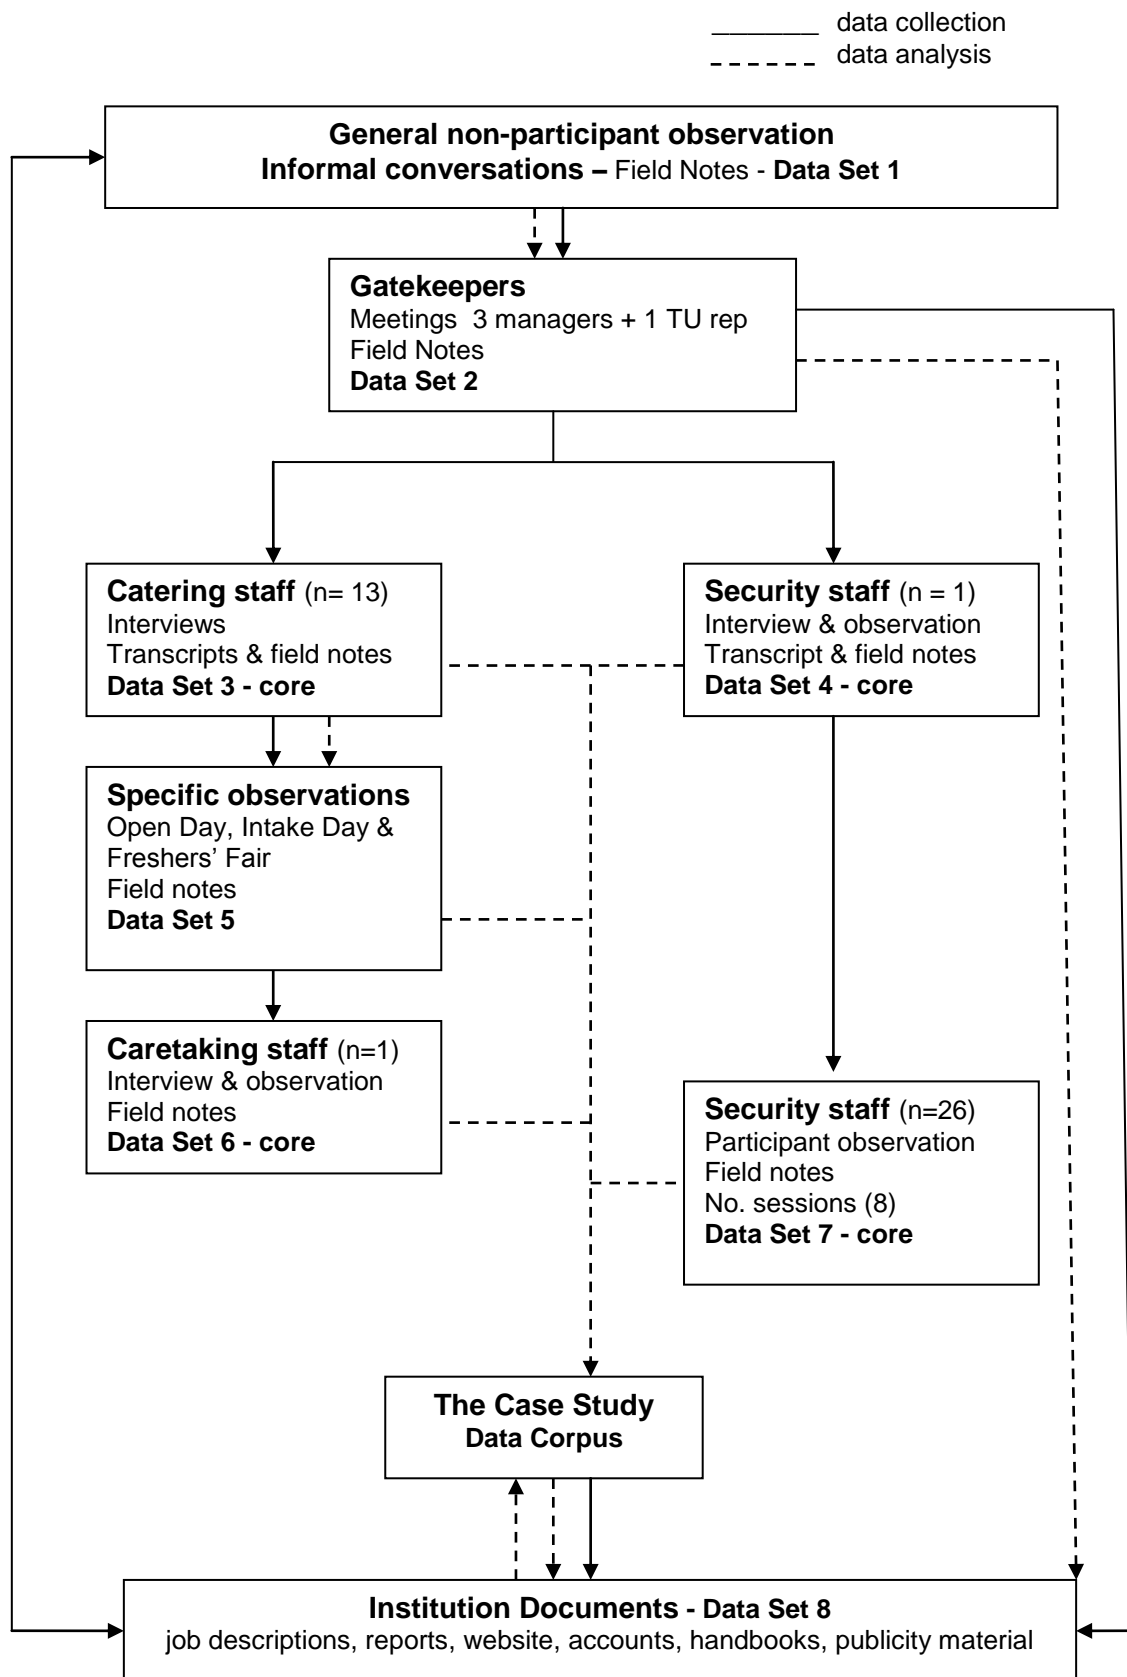 data collection
data analysis
General non-participant observation
Informal conversations – Field Notes - Data Set 1
Gatekeepers
Meetings 3 managers + 1 TU rep
Field Notes
Data Set 2
Catering staff (n= 13)
Interviews
Transcripts & field notes
Data Set 3 - core
Security staff (n = 1)
Interview & observation
Transcript & field notes
Data Set 4 - core
Specific observations
Open Day, Intake Day &
Freshers’ Fair
Field notes
Data Set 5
Caretaking staff (n=1)
Interview & observation
Field notes
Data Set 6 - core
Security staff (n=26)
Participant observation
Field notes
No. sessions (8)
Data Set 7 - core
The Case Study
Data Corpus
Institution Documents - Data Set 8
job descriptions, reports, website, accounts, handbooks, publicity material